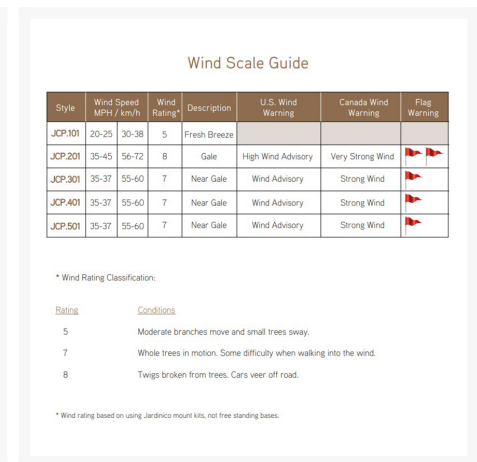 Wind Scale Guide
Style Wind Speed MPH / km/h Wind Rating* Description U.S. Wind Warning Canada Wind Warning Flag Warning
JCP.101 20-25 30-38 5 Fresh Breeze
JCP.201 35-45 56-72 8 Gale High Wind Advisory Very Strong Wind
JCP.301 35-37 55-60 7 Near Gale Wind Advisory Strong Wind
JCP.401 35-37 55-60 7 Near Gale Wind Advisory Strong Wind
JCP.501 35-37 55-60 7 Near Gale Wind Advisory Strong Wind
* Wind Rating Classification:
Rating Conditions
5 Moderate branches move and small trees sway.
7 Whole trees in motion. Some difficulty when walking into the wind.
8 Twigs broken from trees. Cars veer off road.
* Wind rating based on using Jardinico mount kits, not free standing bases.